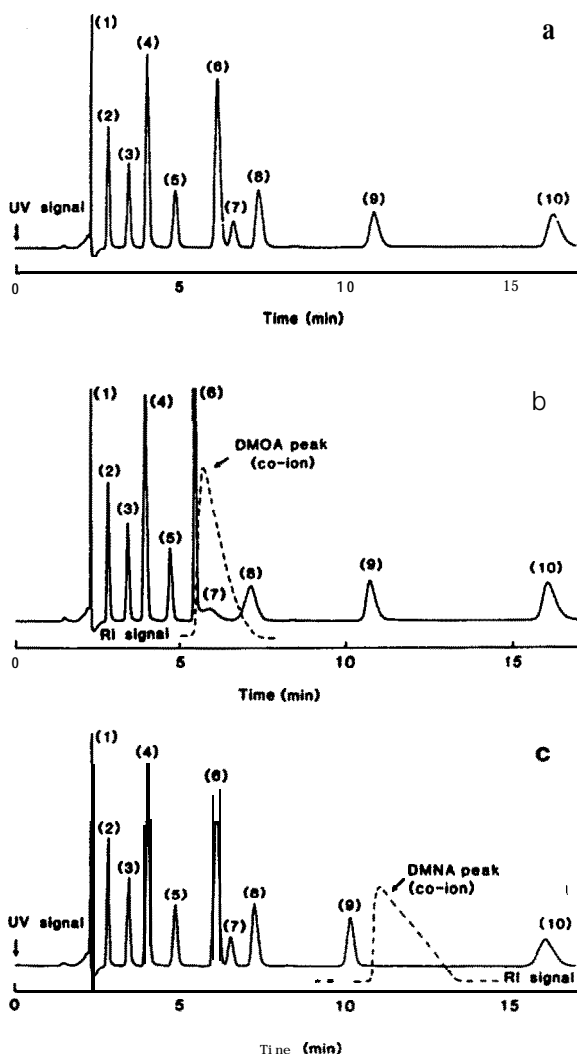 a
(1)
(4)
(6)
(2)
(3)
(5)
(8)
(7)
(9)
(10)
UV signal
0 5 10 15
Time (min)
b
(1)
(4)
(6)
DMOA peak
(co-ion)
(2)
(3)
(5)
(7)
(8)
(9)
(10)
RI signal
0 5 10 15
Time (min)
c
(1)
(4)
(6)
(2)
(3)
(5)
(7)
(8)
(9)
DMNA peak
(co-ion)
(10)
UV signal
RI signal
0 5 10 15
Tine (min)